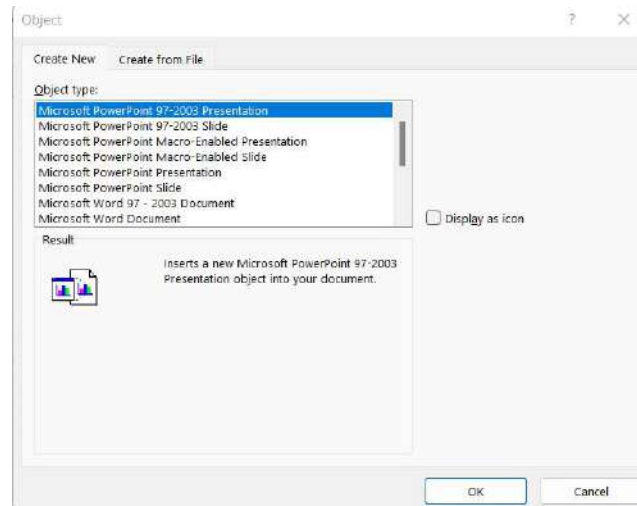 Object
?
Create New
Create from File
Object type:
Microsoft PowerPoint 97-2003 Presentation
Microsoft PowerPoint 97-2003 Slide
Microsoft PowerPoint Macro-Enabled Presentation
Microsoft PowerPoint Macro-Enabled Slide
Microsoft PowerPoint Presentation
Microsoft PowerPoint Slide
Microsoft Word 97 - 2003 Document
Microsoft Word Document
Display as icon
Result
Inserts a new Microsoft PowerPoint 97-2003
Presentation object into your document.
OK
Cancel